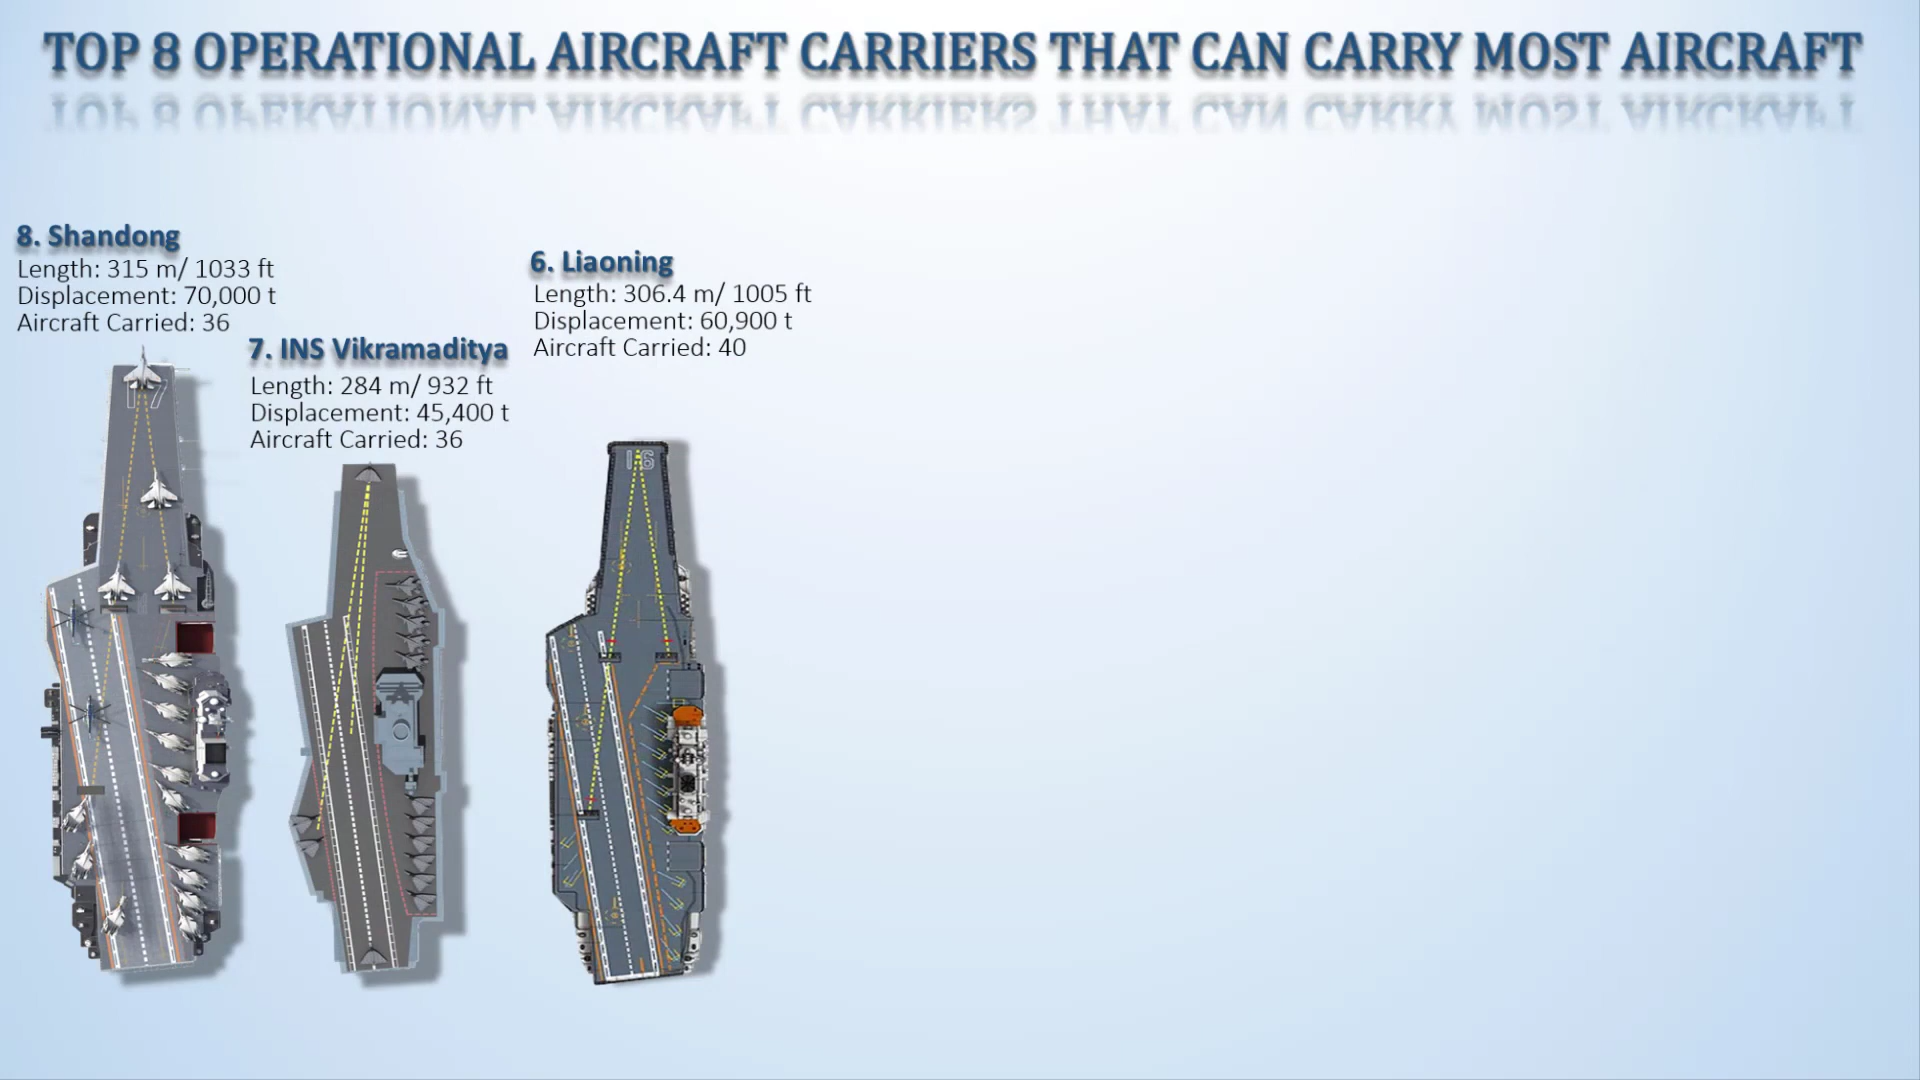 TOP 8 OPERATIONAL AIRCRAFT CARRIERS THAT CAN CARRY MOST AIRCRAFT
8. Shandong
Length: 315 m/ 1033 ft
Displacement: 70,000 t
Aircraft Carried: 36
7. INS Vikramaditya
Length: 284 m/ 932 ft
Displacement: 45,400 t
Aircraft Carried: 36
6. Liaoning
Length: 306.4 m/ 1005 ft
Displacement: 60,900 t
Aircraft Carried: 40
17
16